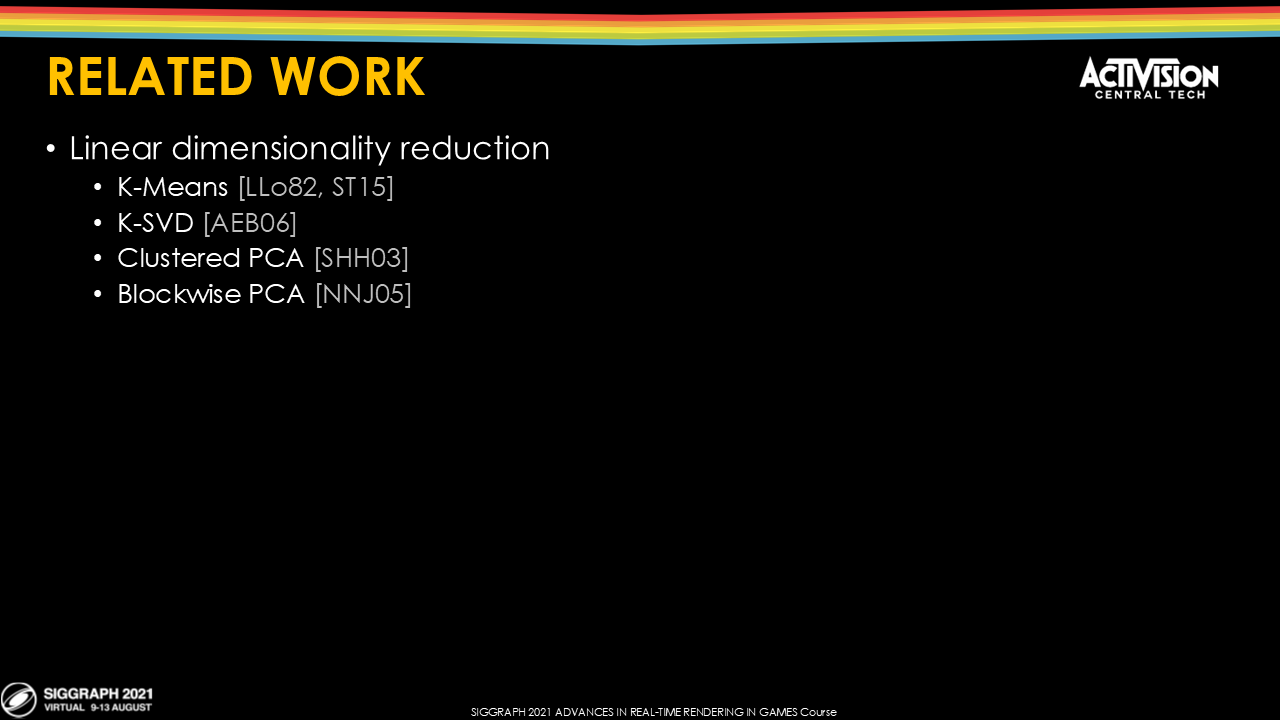 RELATED WORK
ACTIVISION
CENTRAL TECH
• Linear dimensionality reduction
• K-Means [LLo82, ST15]
• K-SVD [AEB06]
• Clustered PCA [SHH03]
• Blockwise PCA [NNJ05]
SIGGRAPH 2021
VIRTUAL 9-13 AUGUST
SIGGRAPH 2021 ADVANCES IN REAL-TIME RENDERING IN GAMES Course